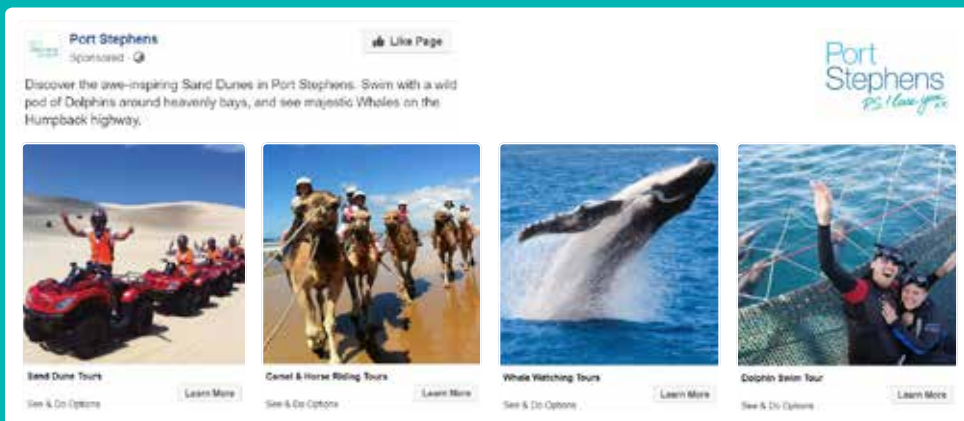 Port Stephens
Sponsored
Like Page
Discover the awe-inspiring Sand Dunes in Port Stephens. Swim with a wild
pod of Dolphins around heavenly bays, and see majestic Whales on the
Humpback highway.
Port
Stephens
P.S. I love you
Sand Dune Tours
See & Do Options
Learn More
Camel & Horse Riding Tours
See & Do Options
Learn More
Whale Watching Tours
See & Do Options
Learn More
Dolphin Swim Tour
See & Do Options
Learn More